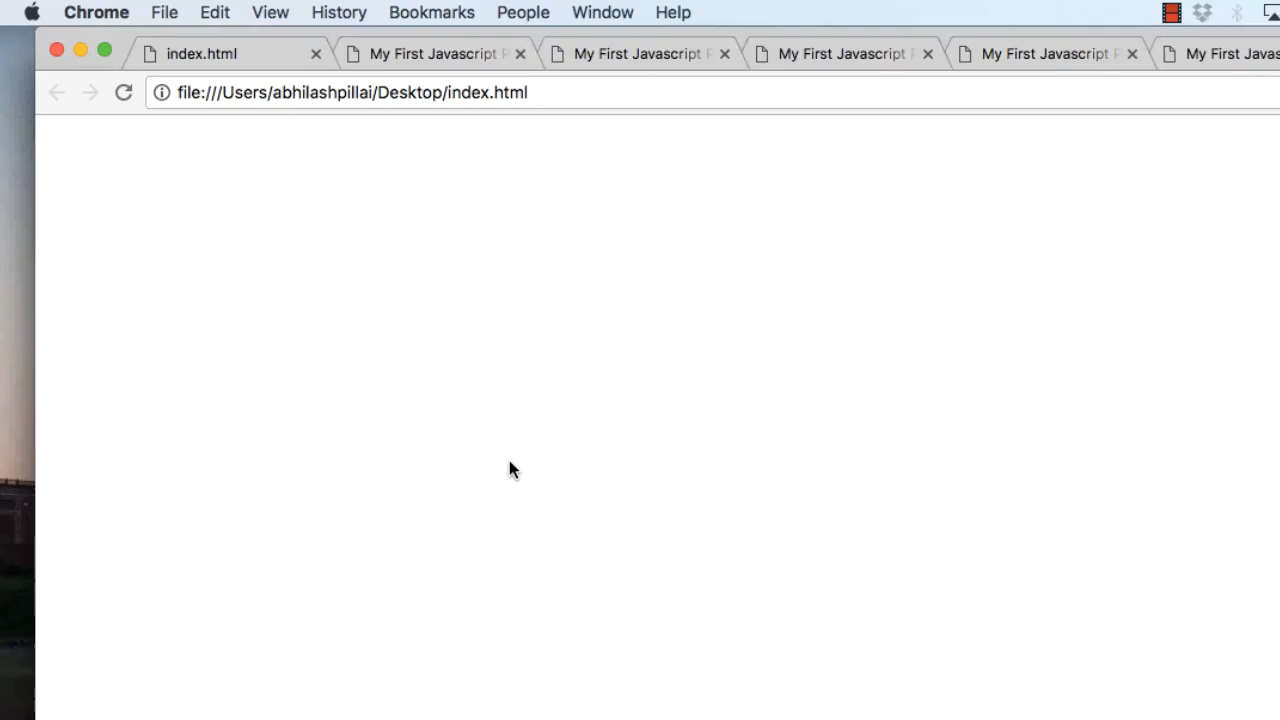 Chrome File Edit View History Bookmarks People Window Help
index.html My First Javascript My First Javascript My First Javascript My First Javascript My First
file:///Users/abhilashpillai/Desktop/index.html